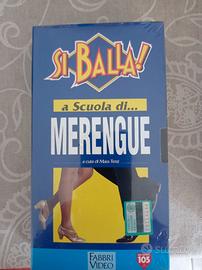 SI BALLA!
a Scuola di...
MERENGUE
a cura di
FABBRI
VIDEO
105